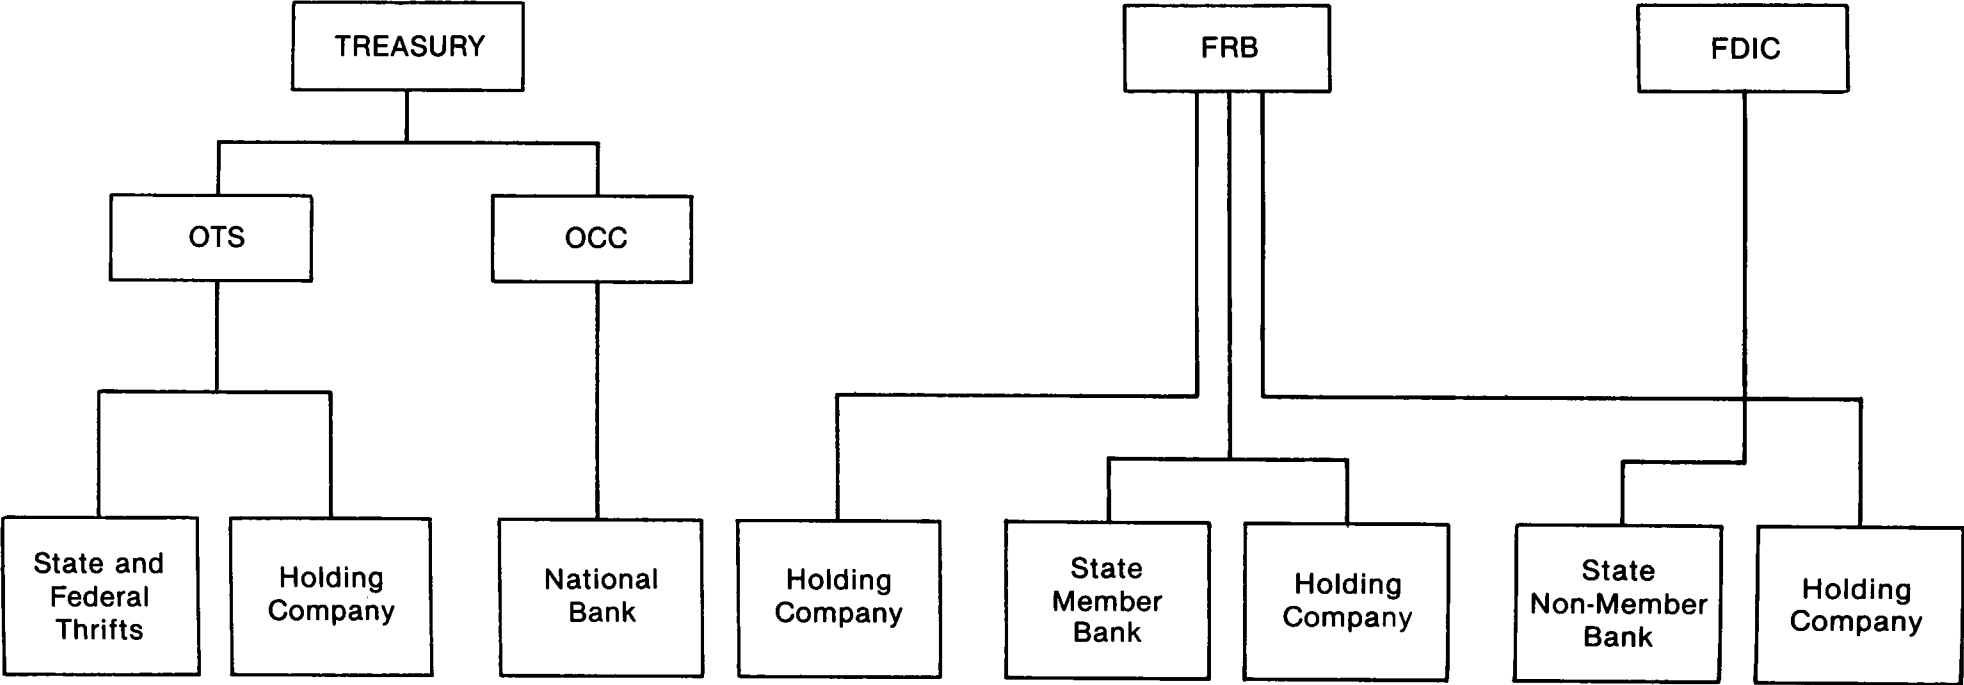 TREASURY
FRB
FDIC
OTS
OCC
State and
Federal
Thrifts
Holding
Company
National
Bank
Holding
Company
State
Member
Bank
Holding
Company
State
Non-Member
Bank
Holding
Company